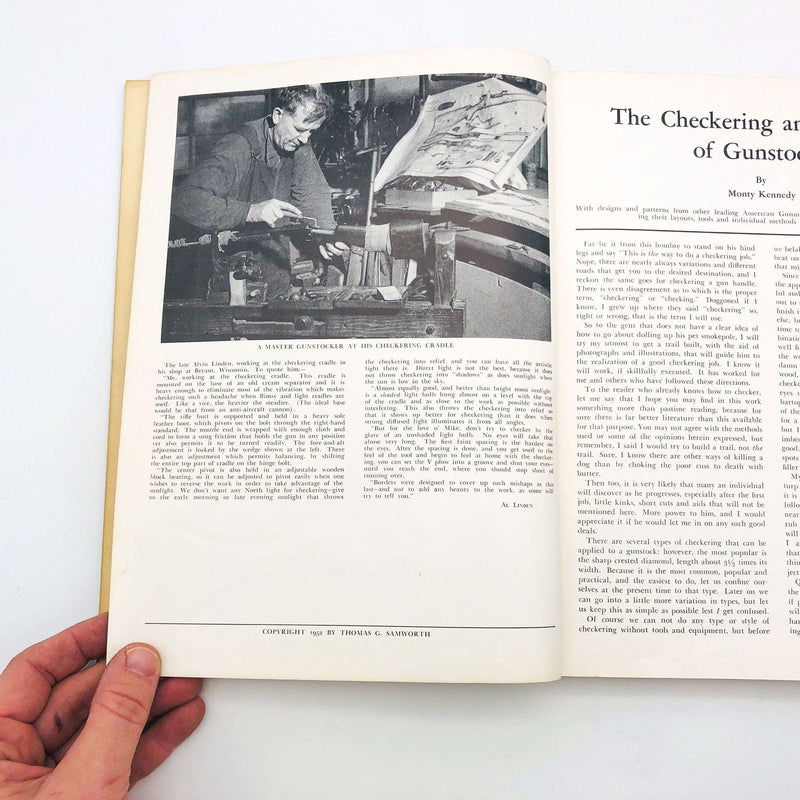 A MASTER GUNSTOCKER AT HIS CHECKERING CRADLE
The late Alvin Linden, working at the checkering cradle in
his shop at Bryant, Wisconsin. To quote him:—
"Me, working at the checkering cradle. This cradle is
mounted on the base of an old cream separator and it is
heavy enough to eliminate most of the vibration which makes
checkering such a headache when flimsy and light cradles are
used. Like a vice, the heavier the steadier. (The ideal base
would be that from an anti-aircraft cannon).
"The rifle butt is supported and held in a heavy sole
leather boot, which pivots on the bolt through the right-hand
standard. The muzzle end is wrapped with enough cloth and
cord to form a snug friction that holds the gun in any position
set also permits it to be turned readily. The fore-and-aft
adjustment is locked by the wedge shown at the left. There
is also an adjustment which permits balancing, by shifting
the entire top part of cradle on the hinge bolt.
"The center pivot is also held in an adjustable wooden
block bearing, so it can be adjusted to pivot easily when one
wishes to reverse the work in order to take advantage of the
sunlight. We don't want any North light for checkering—give
us the early morning or late evening sunlight that throws
the checkering into relief, and you can have all the artistic
light there is. Direct light is not the best, because it does
not throw checkering into "shadows" as does sunlight when
the sun is low in the sky.
"Almost equally good, and better than bright noon sunlight
is a shaded light bulb hung almost on a level with the top
of the cradle and as close to the work as possible without
interfering. This also throws the checkering into relief so
that it shows up better for checkering than it does when
strong diffused light illuminates it from all angles.
"But for the love o' Mike, don't try to checker by the
glare of an unshaded light bulb. No eyes will take that
abuse very long. The first faint spacing is the hardest on
the eyes. After the spacing is done, and you get used to the
feel of the tool and begin to feel at home with the checker-
ing, you can set the V plow into a groove and shut your eyes—
until you reach the end, where you should stop short of
running over.
"Borders were designed to cover up such mishaps as this
last—and not to add any beauty to the work, as some will
try to tell you."
AL LINDEN
COPYRIGHT 1952 BY THOMAS G. SAMWORTH
The Checkering an
of Gunstoc
By
Monty Kennedy
With designs and patterns from other leading American Gunm
ing their layouts, tools and individual methods
Far be it from this hombre to stand on his hind
legs and say "This is the way to do a checkering job."
Nope, there are nearly always variations and different
roads that get you to the desired destination, and I
reckon the same goes for checkering a gun handle.
There is even disagreement as to which is the proper
term, "checkering" or "checking." Doggoned if I
know, I grew up where they said "checkering" so,
right or wrong, that is the term I will use.
So to the gent that does not have a clear idea of
how to go about dolling up his pet smokepole, I will
try my utmost to get a trail built, with the aid of
photographs and illustrations, that will guide him to
the realization of a good checkering job. I know it
will work, if skillfully executed. It has worked for
me and others who have followed these directions.
To the reader who already knows how to checker,
let me say that I hope you may find in this work
something more than pastime reading, because for
sure there is far better literature than this available
for that purpose. You may not agree with the methods
used or some of the opinions herein expressed, but
remember, I said I would try to build a trail, not the
trail. Sure, I know there are other ways of killing a
dog than by choking the poor cuss to death with
butter.
Then too, it is very likely that many an individual
will discover as he progresses, especially after the first
job, little kinks, short cuts and aids that will not be
mentioned here. More power to him, and I would
appreciate it if he would let me in on any such good
deals.
There are several types of checkering that can be
applied to a gunstock: however, the most popular is
the sharp crested diamond, length about 3½ times its
width. Because it is the most common, popular and
practical, and the easiest to do, let us confine our-
selves at the present time to that type. Later on we
can go into a little more variation in types, but let
us keep this as simple as possible lest I get confused.
Of course we can not do any type or style of
checkering without tools and equipment, but before